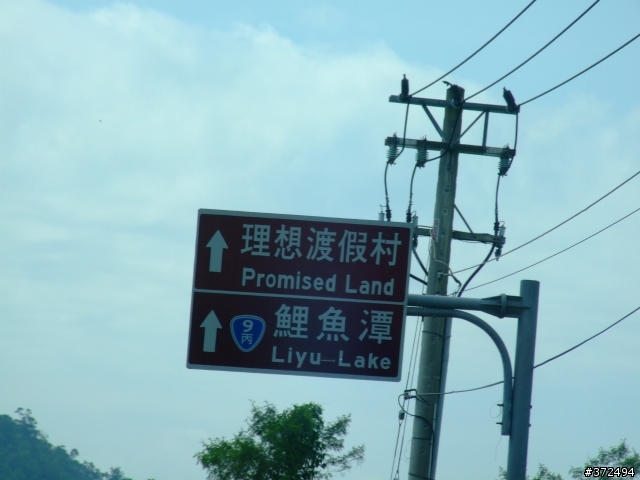 理想渡假村
Promised Land
9
丙
鯉魚潭
Liyu Lake
#372494